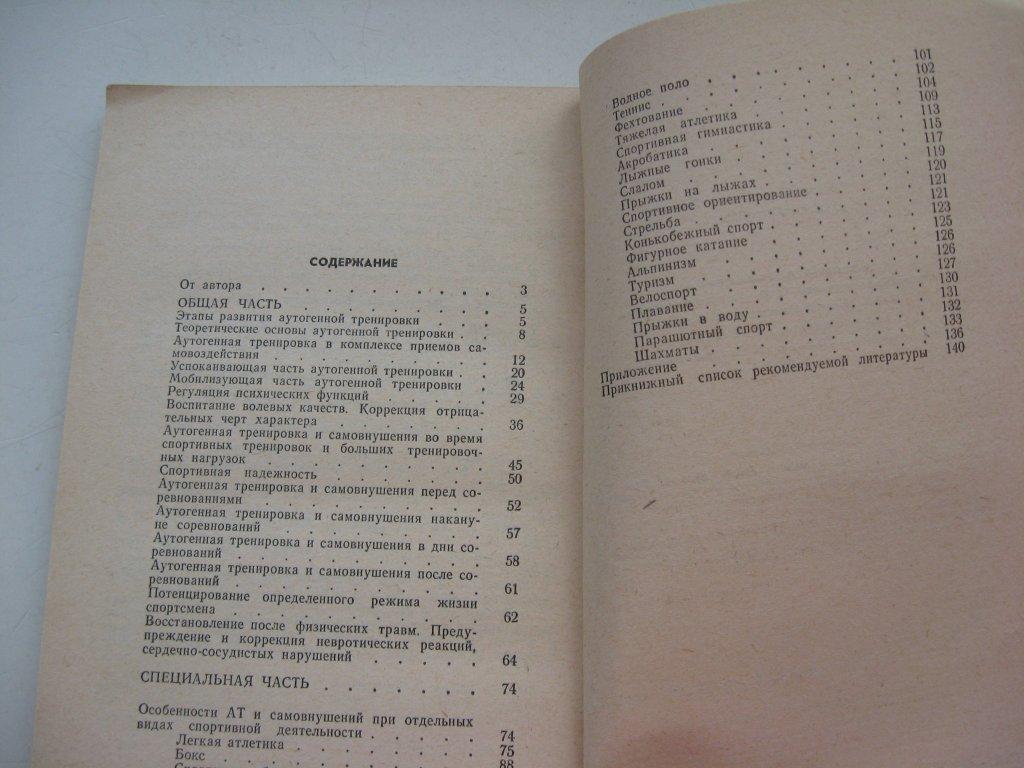 СОДЕРЖАНИЕ
От автора . . . . . . . . . . . 3
ОБЩАЯ ЧАСТЬ . . . . . . . . . 5
Этапы развития аутогенной тренировки . . 5
Теоретические основы аутогенной тренировки . . 8
Аутогенная тренировка в комплексе приемов са-
мовоздействия . . . . . . . . . . 12
Успокаивающая часть аутогенной тренировки . . 20
Мобилизующая часть аутогенной тренировки . . 24
Регуляция психических функций . . . . . 29
Воспитание волевых качеств. Коррекция отрица-
тельных черт характера . . . . . . . 36
Аутогенная тренировка и самовнушения во время
спортивных тренировок и больших тренировоч-
ных нагрузок . . . . . . . . . . 45
Спортивная надежность . . . . . . . 50
Аутогенная тренировка и самовнушения перед со-
ревнованиями . . . . . . . . . . 52
Аутогенная тренировка и самовнушения накану-
не соревнований . . . . . . . . . 57
Аутогенная тренировка и самовнушения в дни со-
ревнований . . . . . . . . . . . 58
Аутогенная тренировка и самовнушения после со-
ревнований . . . . . . . . . . . 61
Потенцирование определенного режима жизни
спортсмена . . . . . . . . . . . 62
Восстановление после физических травм. Преду-
преждение и коррекция невротических реакций,
сердечно-сосудистых нарушений . . . . . 64
СПЕЦИАЛЬНАЯ ЧАСТЬ . . . . . . . 74
Особенности АТ и самовнушений при отдельных
видах спортивной деятельности . . . . . 74
Легкая атлетика . . . . . . . . . 75
Бокс . . . . . . . . . . . . 88
Водное поло . . . . . . . . 101
Теннис . . . . . . . . . . 102
Фехтование . . . . . . . . 104
Тяжелая атлетика . . . . . . 109
Спортивная гимнастика . . . . . 113
Акробатика . . . . . . . . 115
Лыжные гонки . . . . . . . 117
Слалом . . . . . . . . . 119
Прыжки на лыжах . . . . . . 120
Спортивное ориентирование . . . . 121
Стрельба . . . . . . . . . 121
Конькобежный спорт . . . . . . 123
Фигурное катание . . . . . . 125
Альпинизм . . . . . . . . 126
Туризм . . . . . . . . . 126
Велоспорт . . . . . . . . 127
Плавание . . . . . . . . 130
Прыжки в воду . . . . . . . 131
Парашютный спорт . . . . . . 132
Шахматы . . . . . . . . . 133
Приложение . . . . . . . . . 136
Прикнижный список рекомендуемой литературы 140